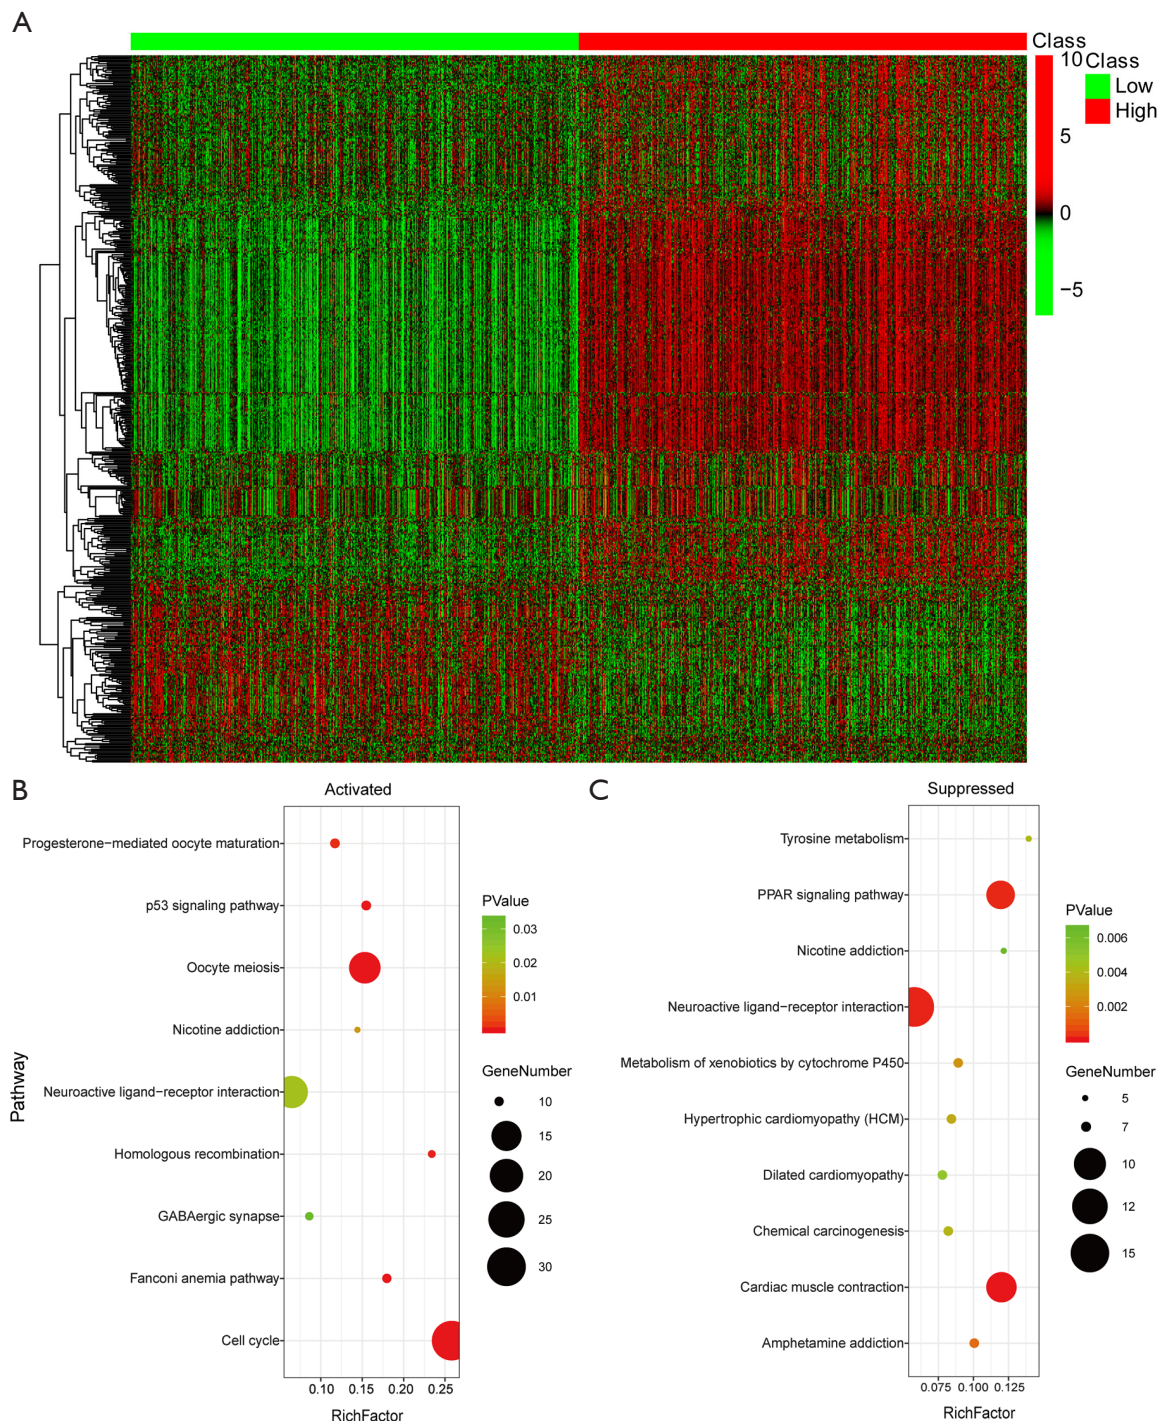 A
Class
10
5
0
−5
Class
Low
High
B
Activated
Pathway
Progesterone−mediated oocyte maturation
p53 signaling pathway
Oocyte meiosis
Nicotine addiction
Neuroactive ligand−receptor interaction
Homologous recombination
GABAergic synapse
Fanconi anemia pathway
Cell cycle
0.10 0.15 0.20 0.25
RichFactor
PValue
0.03
0.02
0.01
GeneNumber
10
15
20
25
30
C
Suppressed
Tyrosine metabolism
PPAR signaling pathway
Nicotine addiction
Neuroactive ligand−receptor interaction
Metabolism of xenobiotics by cytochrome P450
Hypertrophic cardiomyopathy (HCM)
Dilated cardiomyopathy
Chemical carcinogenesis
Cardiac muscle contraction
Amphetamine addiction
0.075 0.100 0.125
RichFactor
PValue
0.006
0.004
0.002
GeneNumber
5
7
10
12
15